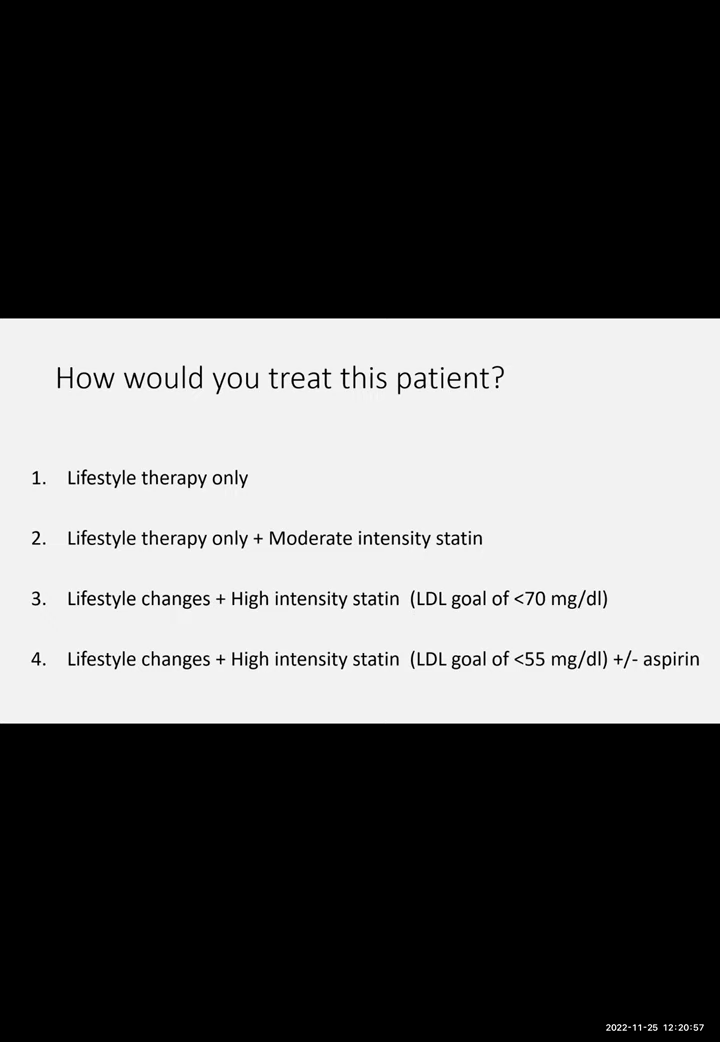 How would you treat this patient?
1. Lifestyle therapy only
2. Lifestyle therapy only + Moderate intensity statin
3. Lifestyle changes + High intensity statin (LDL goal of <70 mg/dl)
4. Lifestyle changes + High intensity statin (LDL goal of <55 mg/dl) +/- aspirin
2022-11-25 12:20:57